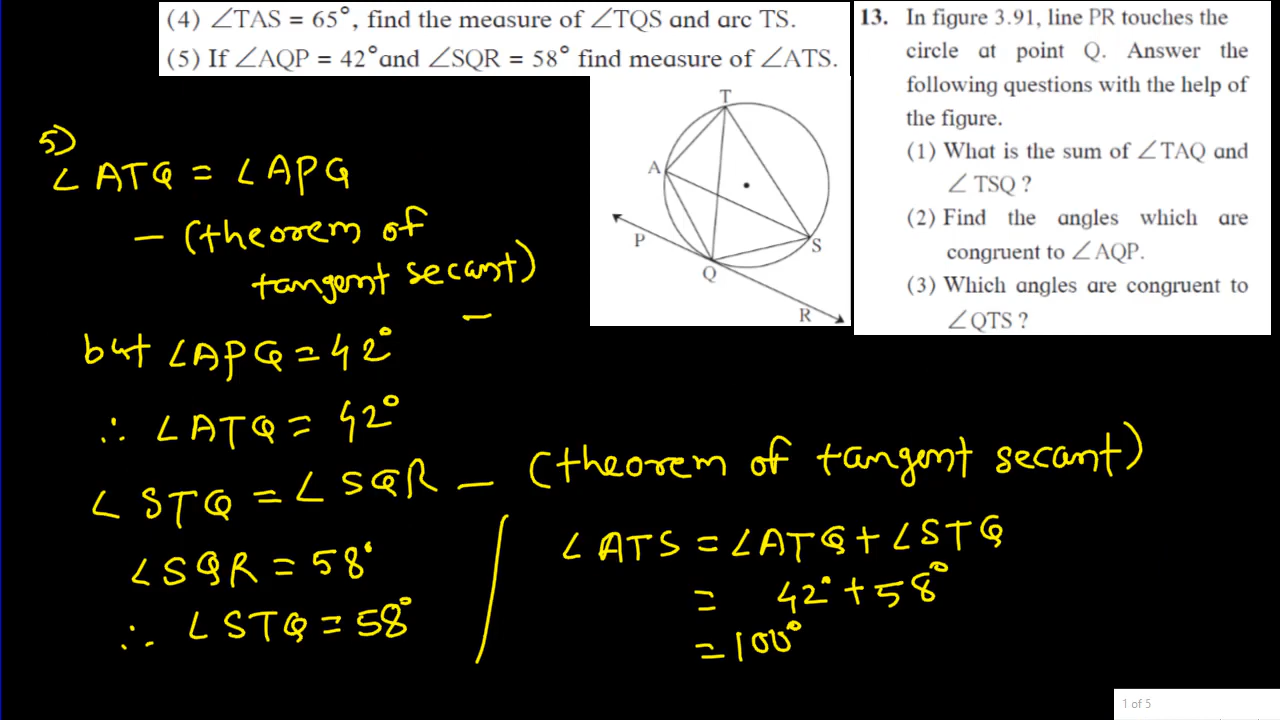 (4) ∠TAS = 65°, find the measure of ∠TQS and arc TS.
(5) If ∠AQP = 42° and ∠SQR = 58° find measure of ∠ATS.
13. In figure 3.91, line PR touches the
circle at point Q. Answer the
following questions with the help of
the figure.
(1) What is the sum of ∠TAQ and
∠TSQ ?
(2) Find the angles which are
congruent to ∠AQP.
(3) Which angles are congruent to
∠QTS ?
T
A
S
P
Q
R
5)
∠ATQ = ∠APQ
– (theorem of
tangent secant)
but ∠APQ = 42°
∴ ∠ATQ = 42°
∠STQ = ∠SQR – (theorem of tangent secant)
∠SQR = 58°
∴ ∠STQ = 58°
∠ATS = ∠ATQ + ∠STQ
= 42° + 58°
= 100°
1 of 5